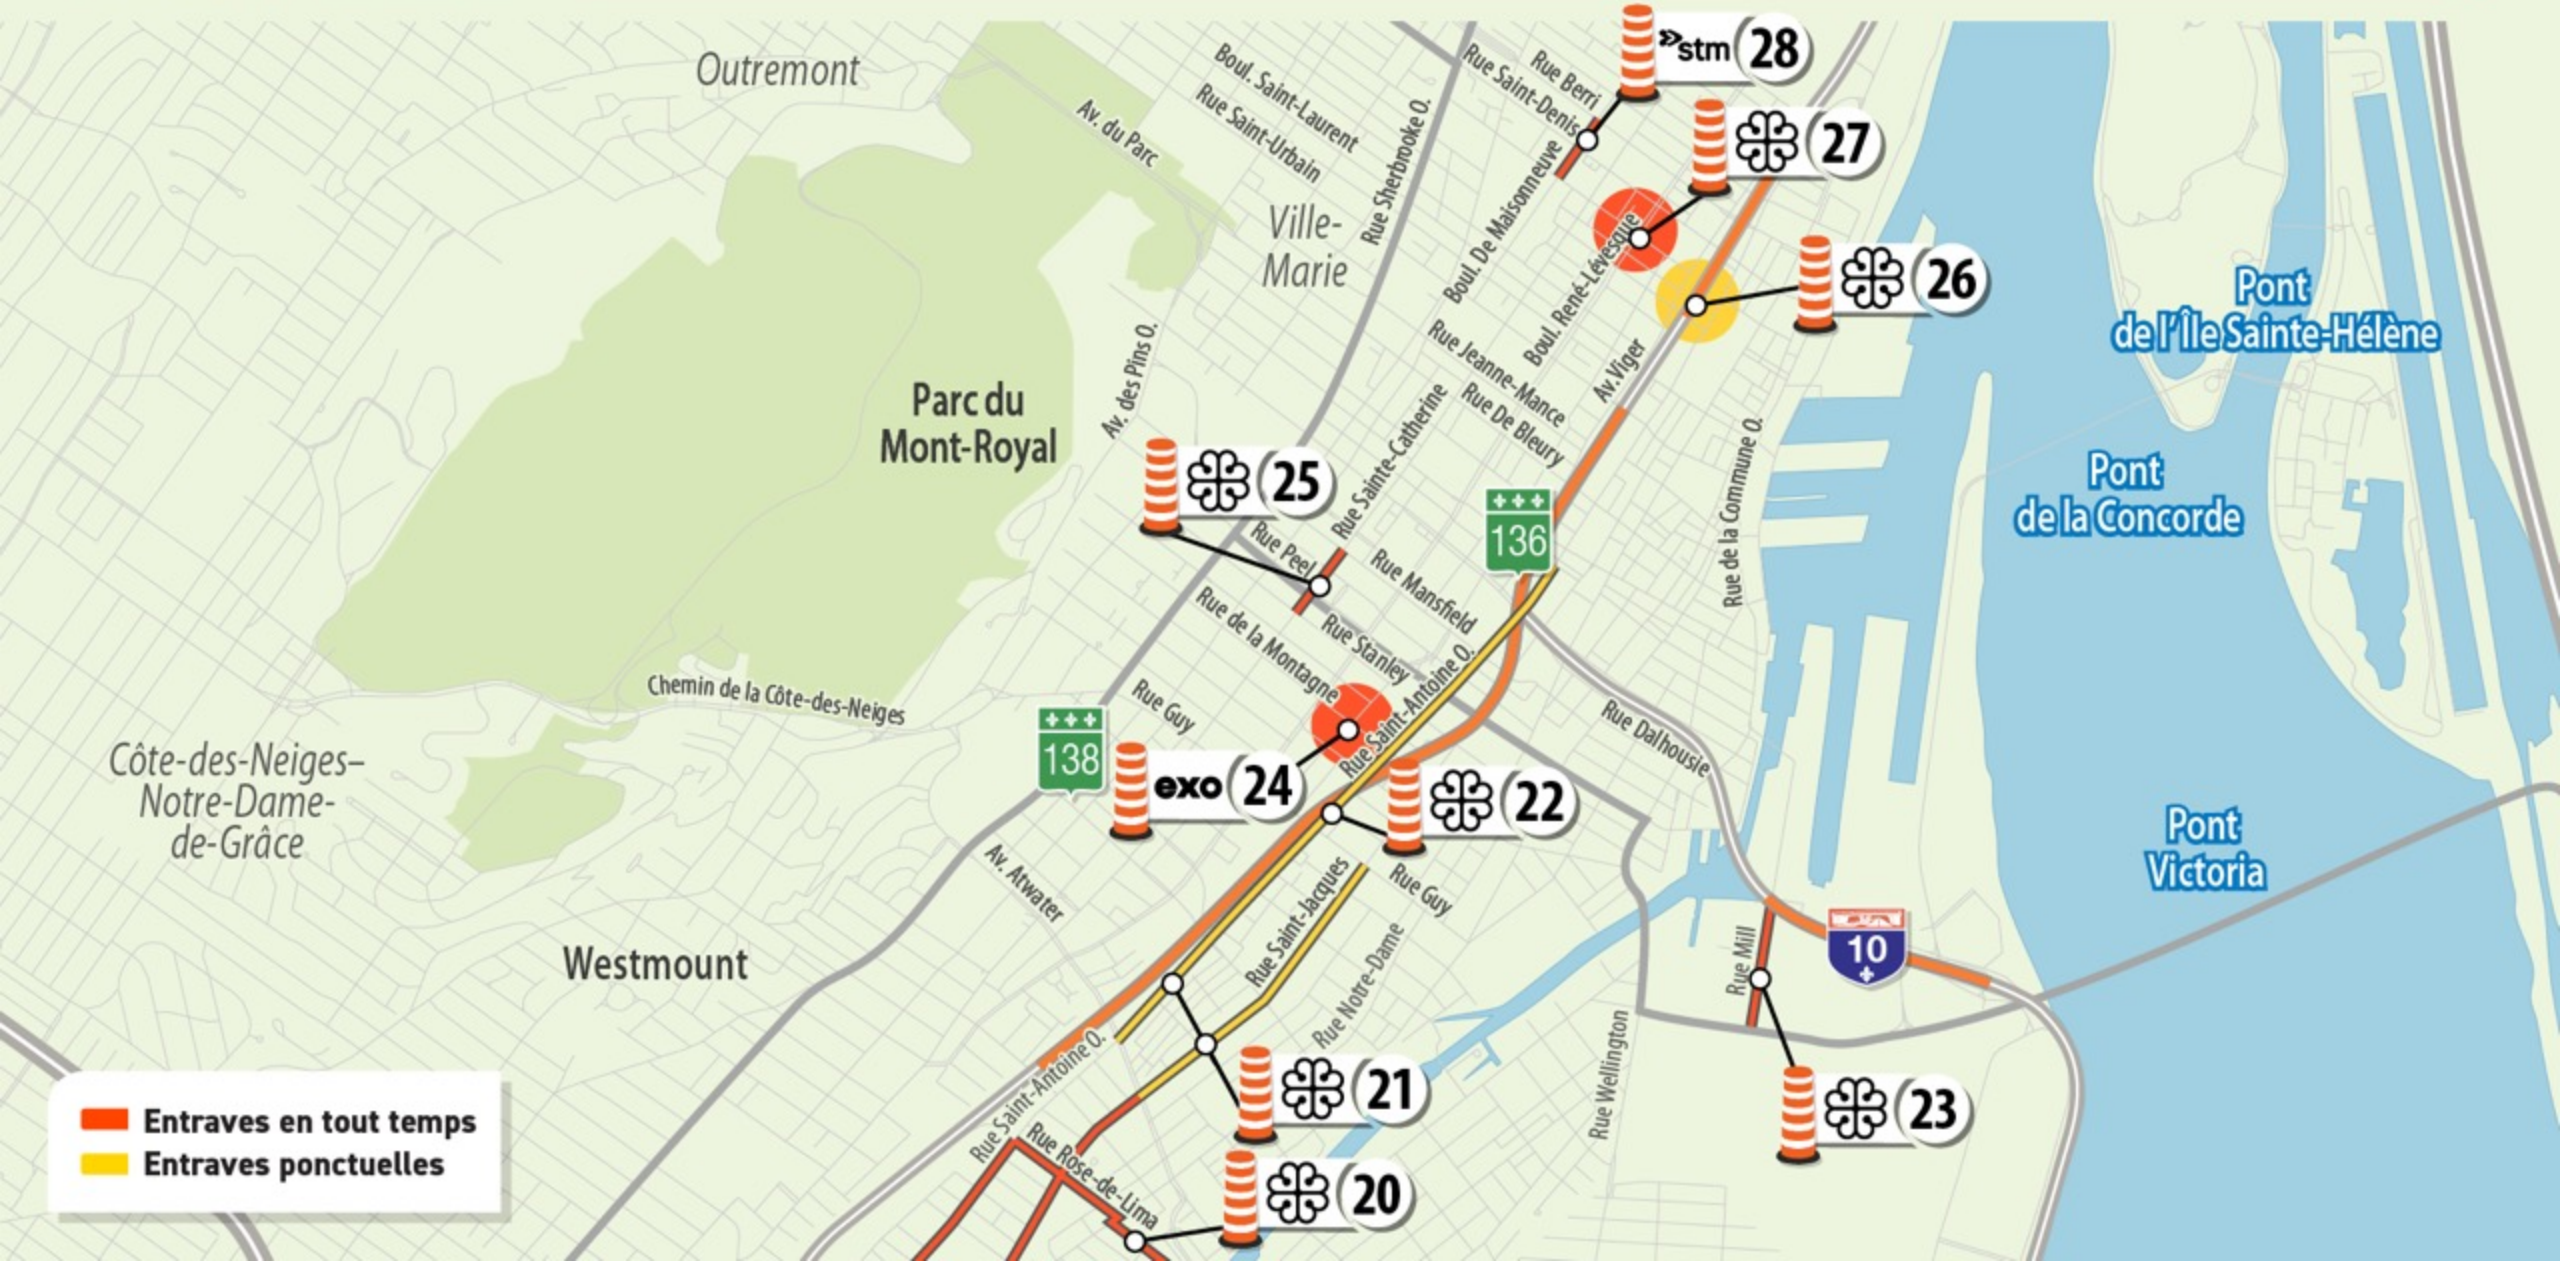 Outremont
Av. du Parc
Boul. Saint-Laurent
Rue Saint-Urbain
Rue Sherbrooke O.
Ville-
Marie
Rue Berri
Rue Saint-Denis
Boul. De Maisonneuve
»stm 28
27
Boul. René-Lévesque
26
Pont
de l'Île Sainte-Hélène
Av. Viger
Rue Jeanne-Mance
Rue De Bleury
Rue Sainte-Catherine
Av. des Pins O.
Parc du
Mont-Royal
25
Rue de la Commune O.
Pont
de la Concorde
136
Rue Peel
Rue Mansfield
Rue Stanley
Rue de la Montagne
Rue Saint-Antoine O.
Chemin de la Côte-des-Neiges
Rue Guy
138
exo 24
22
Rue Dalhousie
Côte-des-Neiges–
Notre-Dame-
de-Grâce
Pont
Victoria
Av. Atwater
Rue Guy
Rue Saint-Jacques
Rue Notre-Dame
Westmount
Rue Mill
10
Rue Wellington
Rue Saint-Antoine O.
21
23
Rue Rose-de-Lima
20
Entraves en tout temps
Entraves ponctuelles